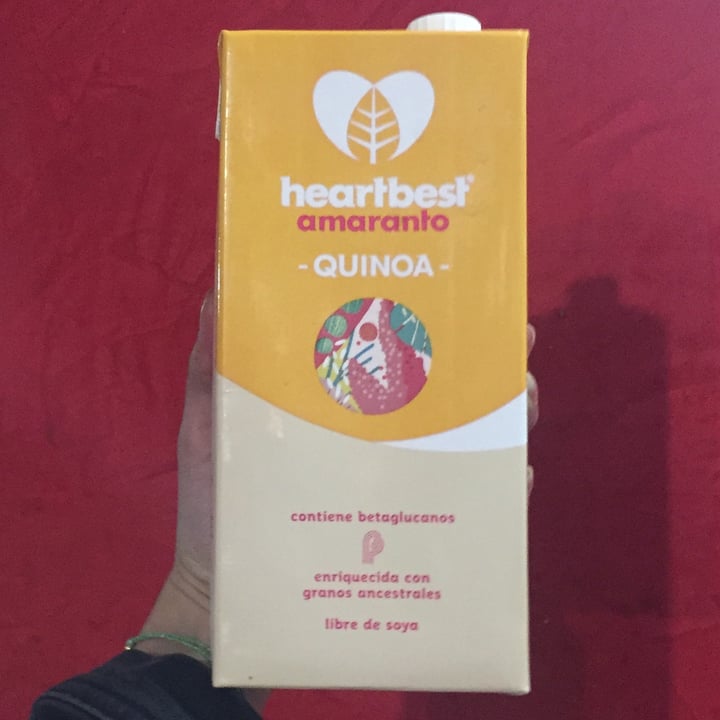 heartbest®
amaranto
- QUINOA -
contiene betaglucanos
enriquecida con
granos ancestrales
libre de soya